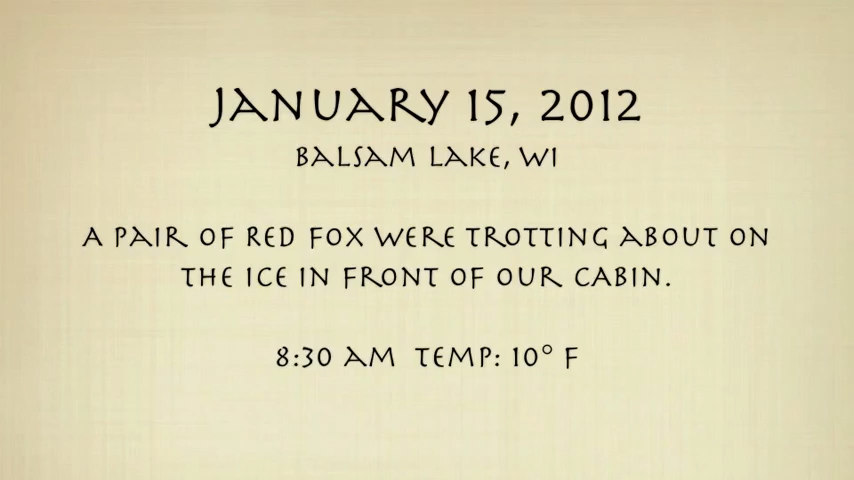 JANUARY 15, 2012
BALSAM LAKE, WI
A PAIR OF RED FOX WERE TROTTING ABOUT ON
THE ICE IN FRONT OF OUR CABIN.
8:30 AM TEMP: 10° F